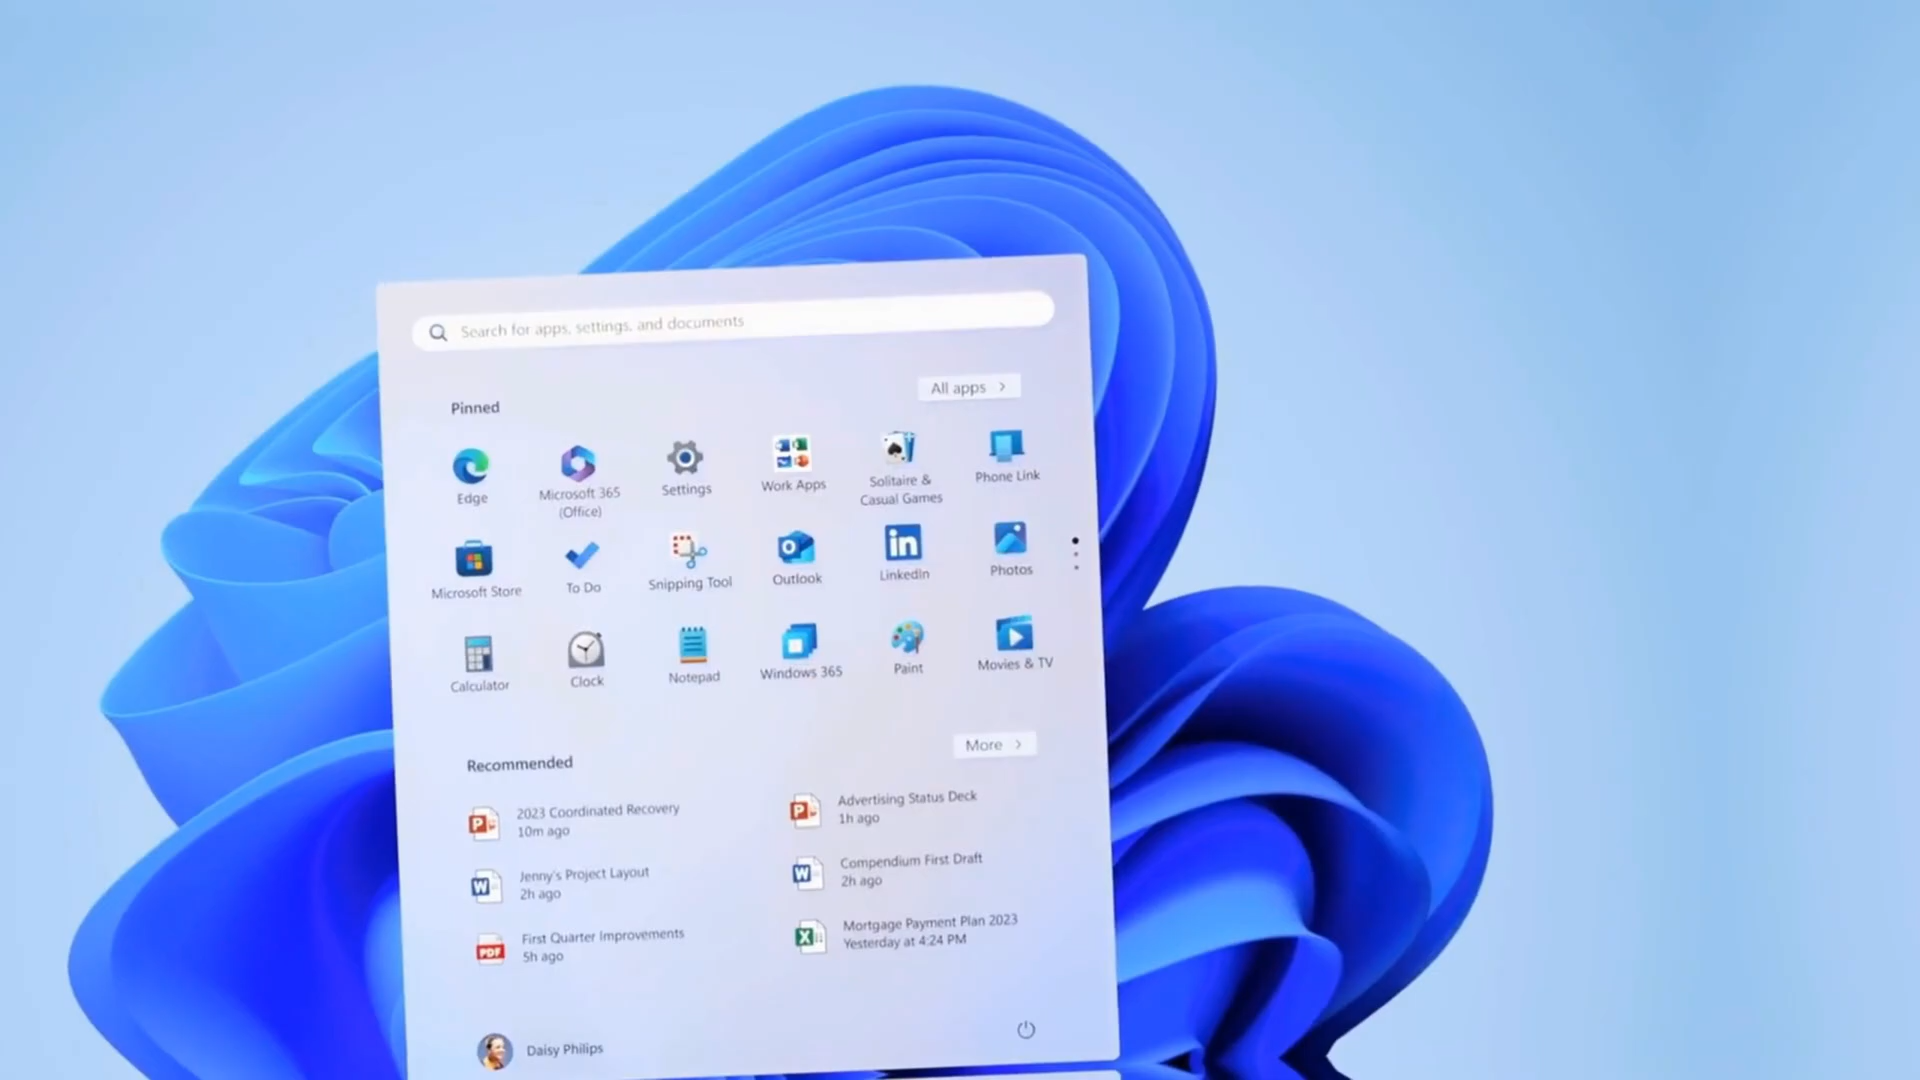 Search for apps, settings, and documents
Pinned
All apps
Edge
Microsoft 365
(Office)
Settings
Work Apps
Solitaire &
Casual Games
Phone Link
Microsoft Store
To Do
Snipping Tool
Outlook
LinkedIn
Photos
Calculator
Clock
Notepad
Windows 365
Paint
Movies & TV
Recommended
More
2023 Coordinated Recovery
10m ago
Advertising Status Deck
1h ago
Jenny's Project Layout
2h ago
Compendium First Draft
2h ago
First Quarter Improvements
5h ago
Mortgage Payment Plan 2023
Yesterday at 4:24 PM
Daisy Philips